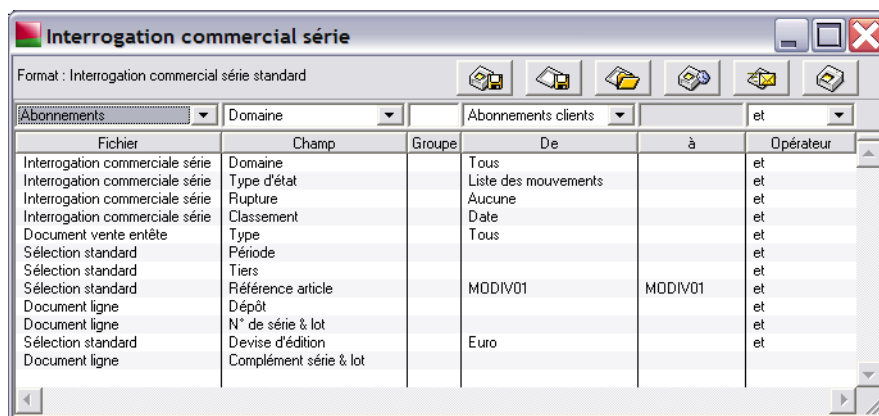 Interrogation commercial série
Format : Interrogation commercial série standard
Abonnements Domaine Abonnements clients et
Fichier Champ Groupe De à Opérateur
Interrogation commerciale série Domaine Tous et
Interrogation commerciale série Type d'état Liste des mouvements et
Interrogation commerciale série Rupture Aucune et
Interrogation commerciale série Classement Date et
Document vente entête Type Tous et
Sélection standard Période et
Sélection standard Tiers et
Sélection standard Référence article MODIV01 MODIV01 et
Document ligne Dépôt et
Document ligne N° de série & lot et
Sélection standard Devise d'édition Euro et
Document ligne Complément série & lot